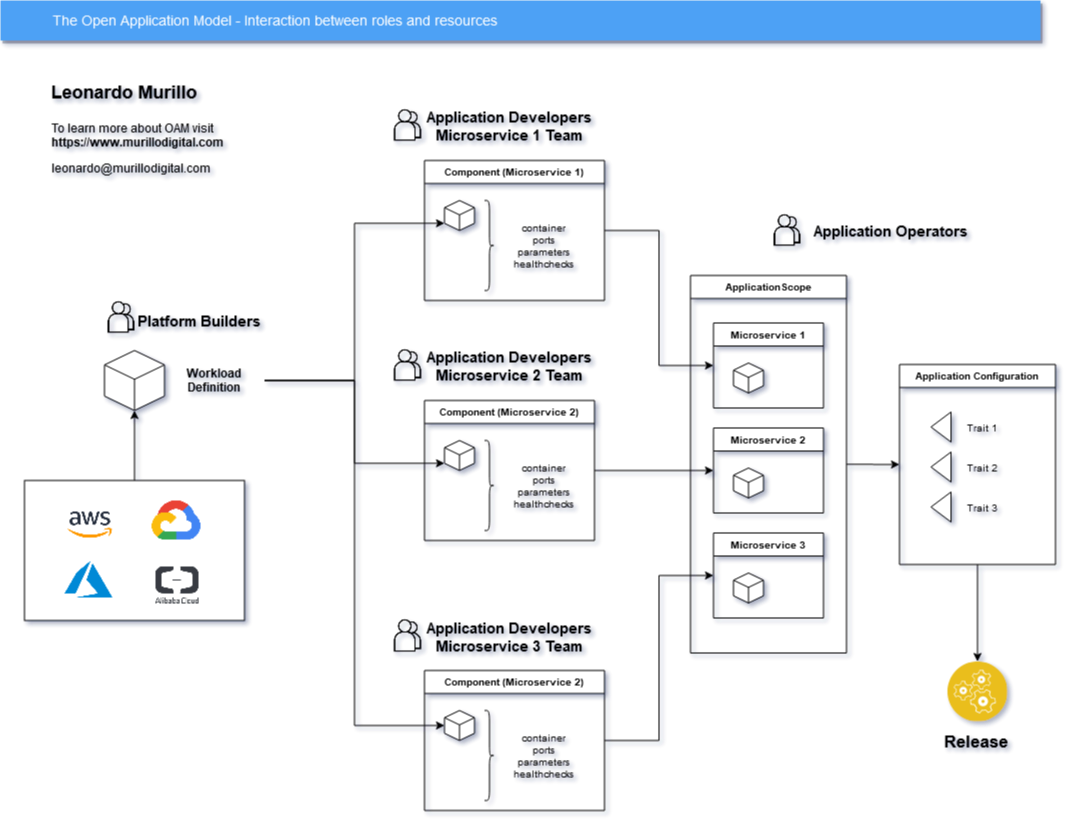 The Open Application Model - Interaction between roles and resources
Leonardo Murillo
To learn more about OAM visit
https://www.murillodigital.com
leonardo@murillodigital.com
Application Developers
Microservice 1 Team
Component (Microservice 1)
container
ports
parameters
healthchecks
Application Operators
ApplicationScope
Microservice 1
Microservice 2
Microservice 3
Platform Builders
Workload
Definition
Application Developers
Microservice 2 Team
Component (Microservice 2)
container
ports
parameters
healthchecks
Application Configuration
Trait 1
Trait 2
Trait 3
aws
Alibaba Cloud
Application Developers
Microservice 3 Team
Component (Microservice 2)
container
ports
parameters
healthchecks
Release